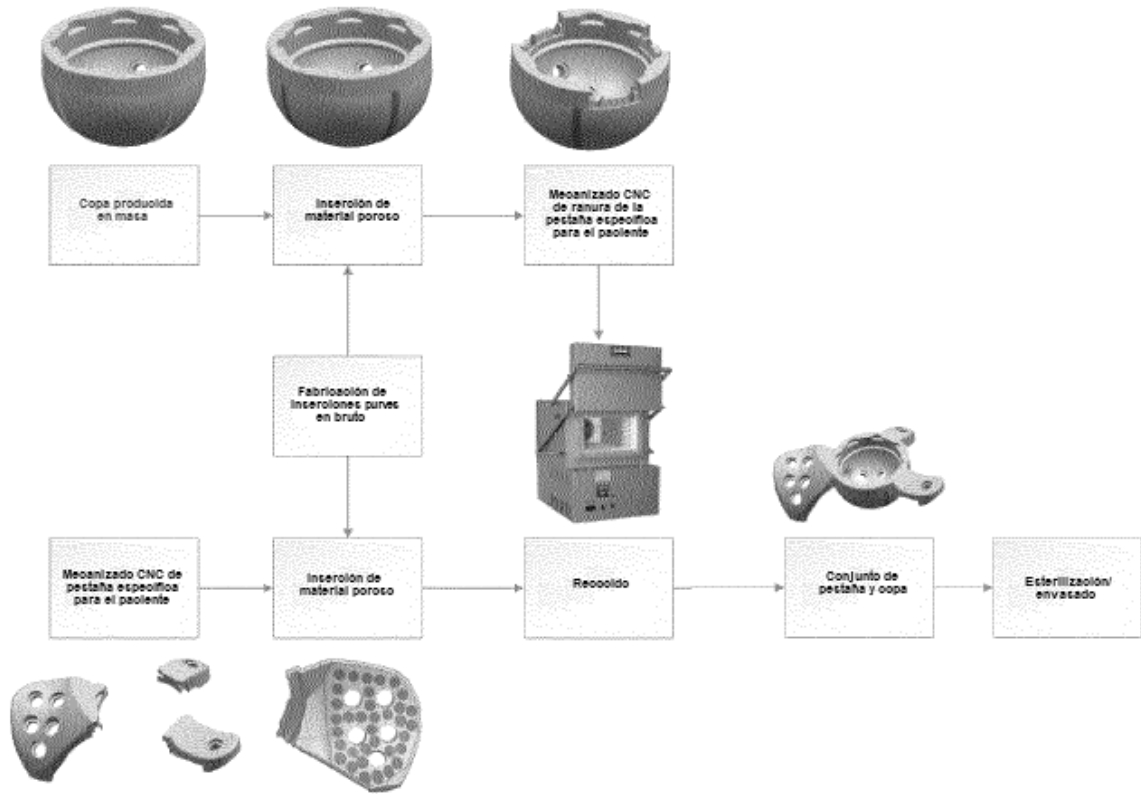 Copa producida
en masa
Inserción de
material poroso
Mecanizado CNC
de ranura de la
pestaña específica
para el paciente
Fabricación de
inserciones purves
en bruto
Mecanizado CNC de
pestaña específica
para el paciente
Inserción de
material poroso
Recocido
Conjunto de
pestaña y copa
Esterilización/
envasado